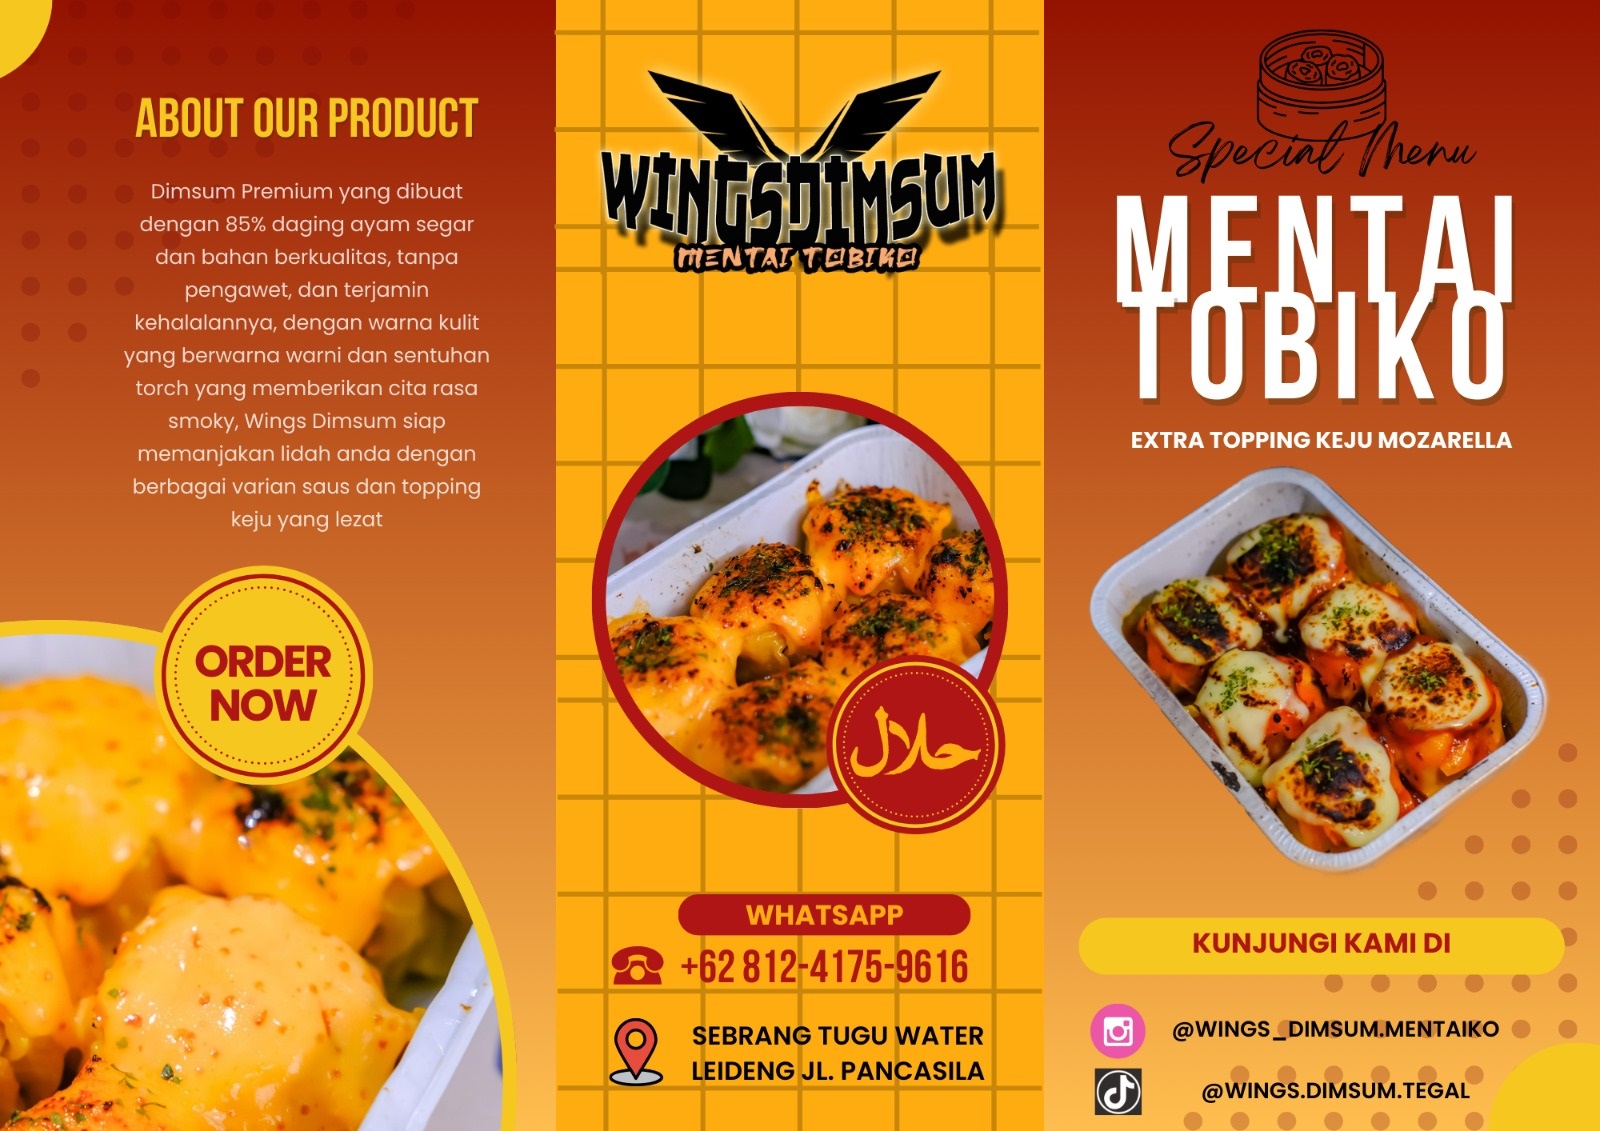 ABOUT OUR PRODUCT
Dimsum Premium yang dibuat
dengan 85% daging ayam segar
dan bahan berkualitas, tanpa
pengawet, dan terjamin
kehalalannya, dengan warna kulit
yang berwarna warni dan sentuhan
torch yang memberikan cita rasa
smoky, Wings Dimsum siap
memanjakan lidah anda dengan
berbagai varian saus dan topping
keju yang lezat
ORDER
NOW
WINGSDIMSUM
MENTAI TOBIKO
حلال
WHATSAPP
+62 812-4175-9616
SEBRANG TUGU WATER
LEIDENG JL. PANCASILA
Special Menu
MENTAI
TOBIKO
EXTRA TOPPING KEJU MOZARELLA
KUNJUNGI KAMI DI
@WINGS_DIMSUM.MENTAIKO
@WINGS.DIMSUM.TEGAL